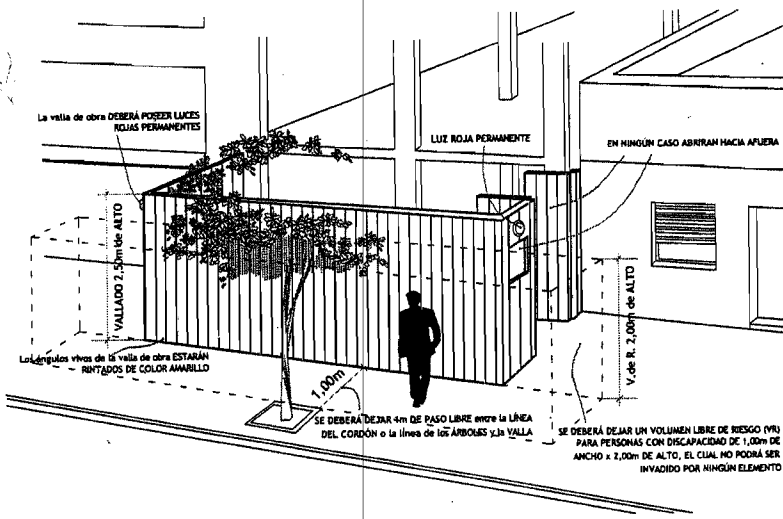 La valla de obra DEBERÁ POSEER LUCES
ROJAS PERMANENTES
LUZ ROJA PERMANENTE
EN NINGÚN CASO ABRIRAN HACIA AFUERA
VALLADO 2,50m de ALTO
V. de R. 2,00m de ALTO
Los ángulos vivos de la valla de obra ESTARÁN
PINTADOS DE COLOR AMARILLO
1,00m
SE DEBERÁ DEJAR 1m DE PASO LIBRE entre la LÍNEA
DEL CORDÓN o la línea de los ÁRBOLES y la VALLA
SE DEBERÁ DEJAR UN VOLUMEN LIBRE DE RIESGO (VR)
PARA PERSONAS CON DISCAPACIDAD DE 1,00m DE
ANCHO x 2,00m DE ALTO, EL CUAL NO PODRÁ SER
INVADIDO POR NINGÚN ELEMENTO